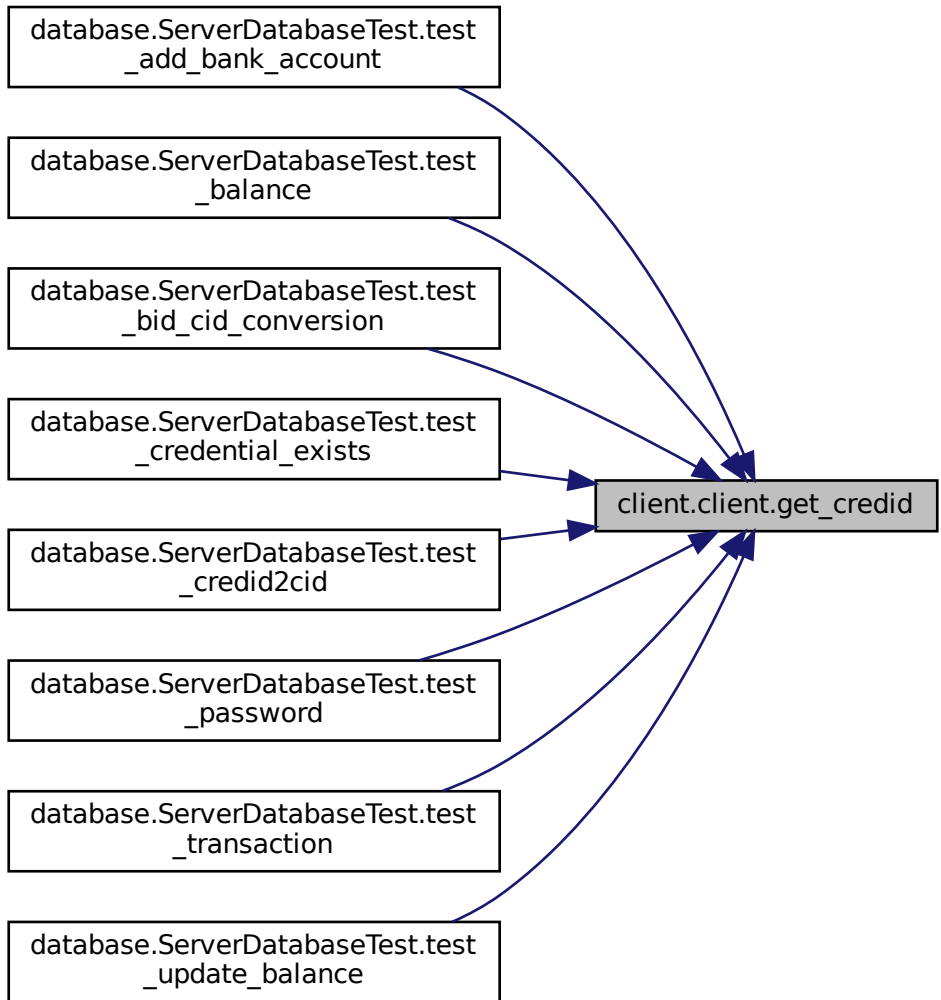 database.ServerDatabaseTest.test
_add_bank_account
database.ServerDatabaseTest.test
_balance
database.ServerDatabaseTest.test
_bid_cid_conversion
database.ServerDatabaseTest.test
_credential_exists
client.client.get_credid
database.ServerDatabaseTest.test
_credid2cid
database.ServerDatabaseTest.test
_password
database.ServerDatabaseTest.test
_transaction
database.ServerDatabaseTest.test
_update_balance